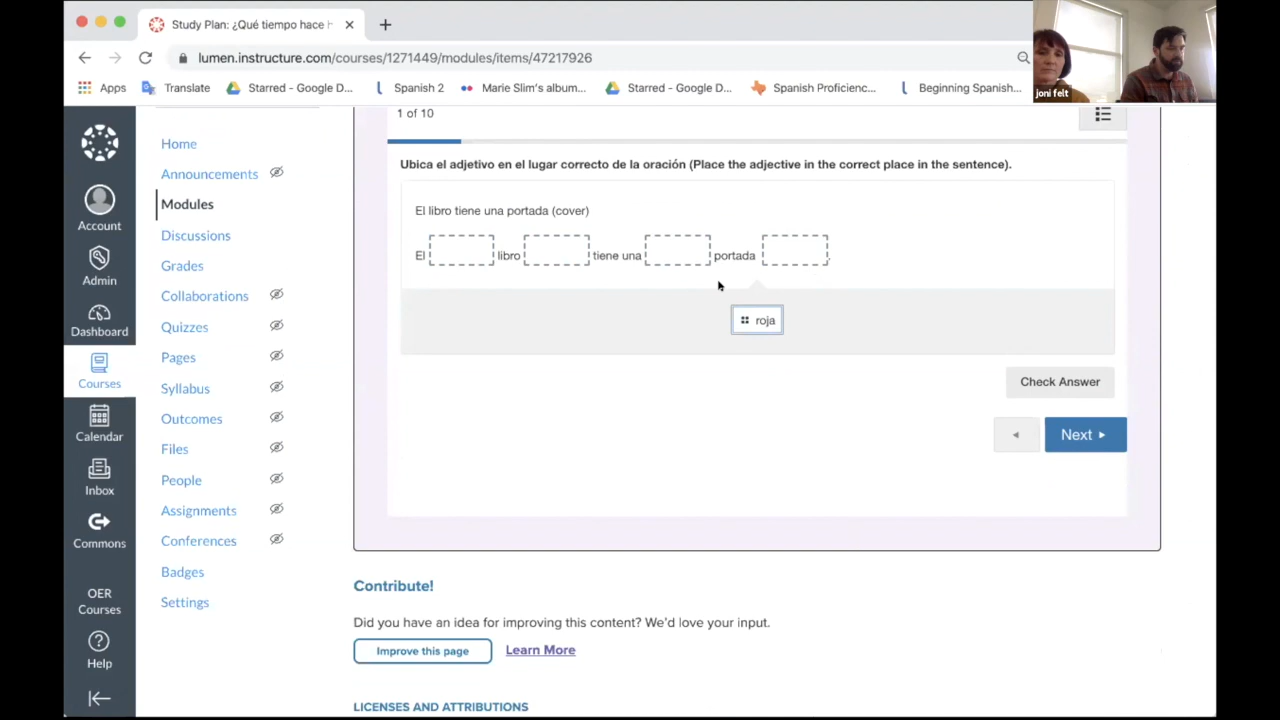 Study Plan: ¿Qué tiempo hace h
lumen.instructure.com/courses/1271449/modules/items/47217926
Apps Translate Starred - Google D... Spanish 2 Marie Slim's album... Starred - Google D... Spanish Proficienc... Beginning Spanish...
joni felt
Account
Admin
Dashboard
Courses
Calendar
Inbox
Commons
OER
Courses
Help
Home
Announcements
Modules
Discussions
Grades
Collaborations
Quizzes
Pages
Syllabus
Outcomes
Files
People
Assignments
Conferences
Badges
Settings
1 of 10
Ubica el adjetivo en el lugar correcto de la oración (Place the adjective in the correct place in the sentence).
El libro tiene una portada (cover)
El libro tiene una portada .
roja
Check Answer
Next
Contribute!
Did you have an idea for improving this content? We'd love your input.
Improve this page Learn More
LICENSES AND ATTRIBUTIONS